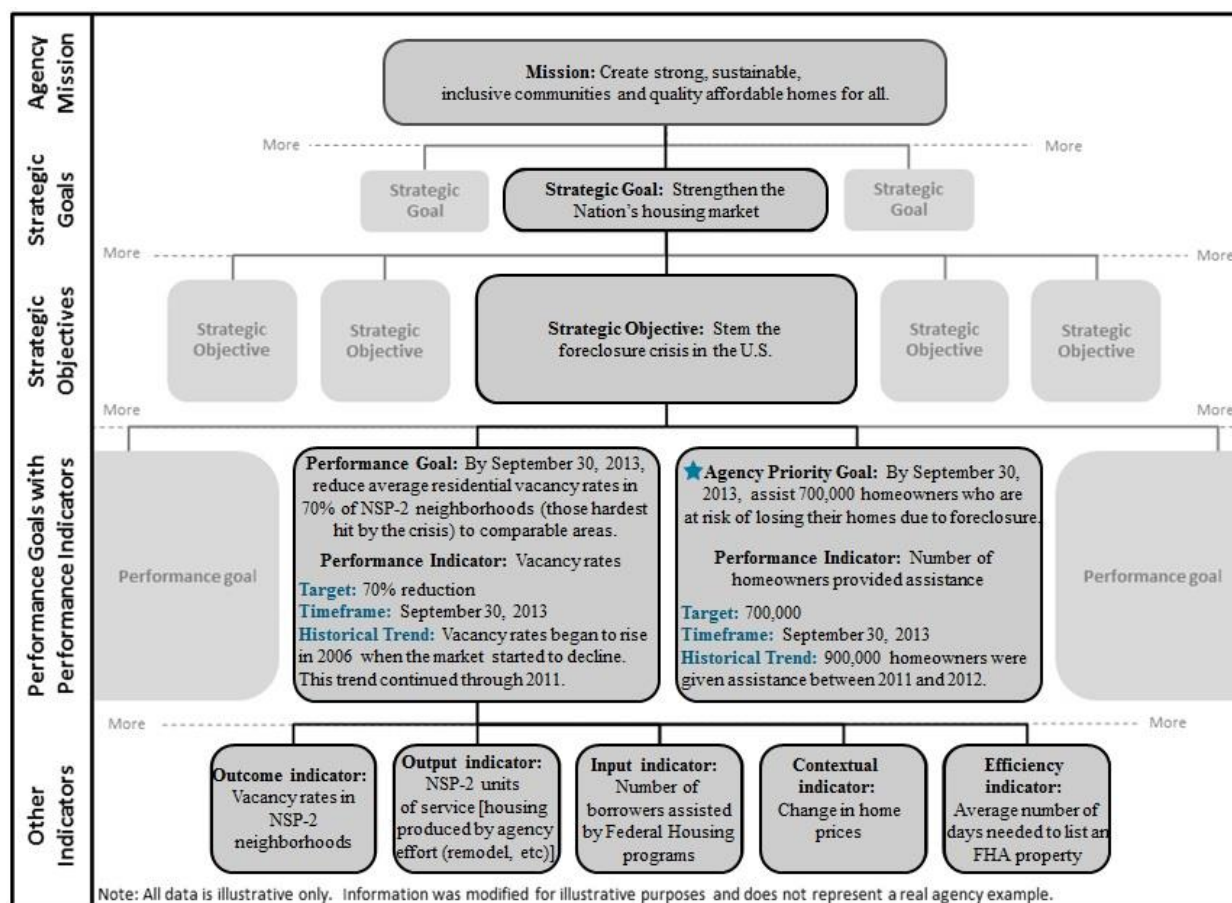 Agency
Mission
Mission: Create strong, sustainable,
inclusive communities and quality affordable homes for all.
More
More
Strategic
Goals
Strategic
Goal
Strategic Goal: Strengthen the
Nation's housing market
Strategic
Goal
More
More
Strategic
Objectives
Strategic
Objective
Strategic
Objective
Strategic Objective: Stem the
foreclosure crisis in the U.S.
Strategic
Objective
Strategic
Objective
More
More
Performance Goals with
Performance Indicators
Performance goal
Performance Goal: By September 30, 2013,
reduce average residential vacancy rates in
70% of NSP-2 neighborhoods (those hardest
hit by the crisis) to comparable areas.
Performance Indicator: Vacancy rates
Target: 70% reduction
Timeframe: September 30, 2013
Historical Trend: Vacancy rates began to rise
in 2006 when the market started to decline.
This trend continued through 2011.
Agency Priority Goal: By September 30,
2013, assist 700,000 homeowners who are
at risk of losing their homes due to foreclosure.
Performance Indicator: Number of
homeowners provided assistance
Target: 700,000
Timeframe: September 30, 2013
Historical Trend: 900,000 homeowners were
given assistance between 2011 and 2012.
Performance goal
More
More
Other
Indicators
Outcome indicator:
Vacancy rates in
NSP-2
neighborhoods
Output indicator:
NSP-2 units
of service [housing
produced by agency
effort (remodel, etc)]
Input indicator:
Number of
borrowers assisted
by Federal Housing
programs
Contextual
indicator:
Change in home
prices
Efficiency
indicator:
Average number of
days needed to list an
FHA property
Note: All data is illustrative only. Information was modified for illustrative purposes and does not represent a real agency example.